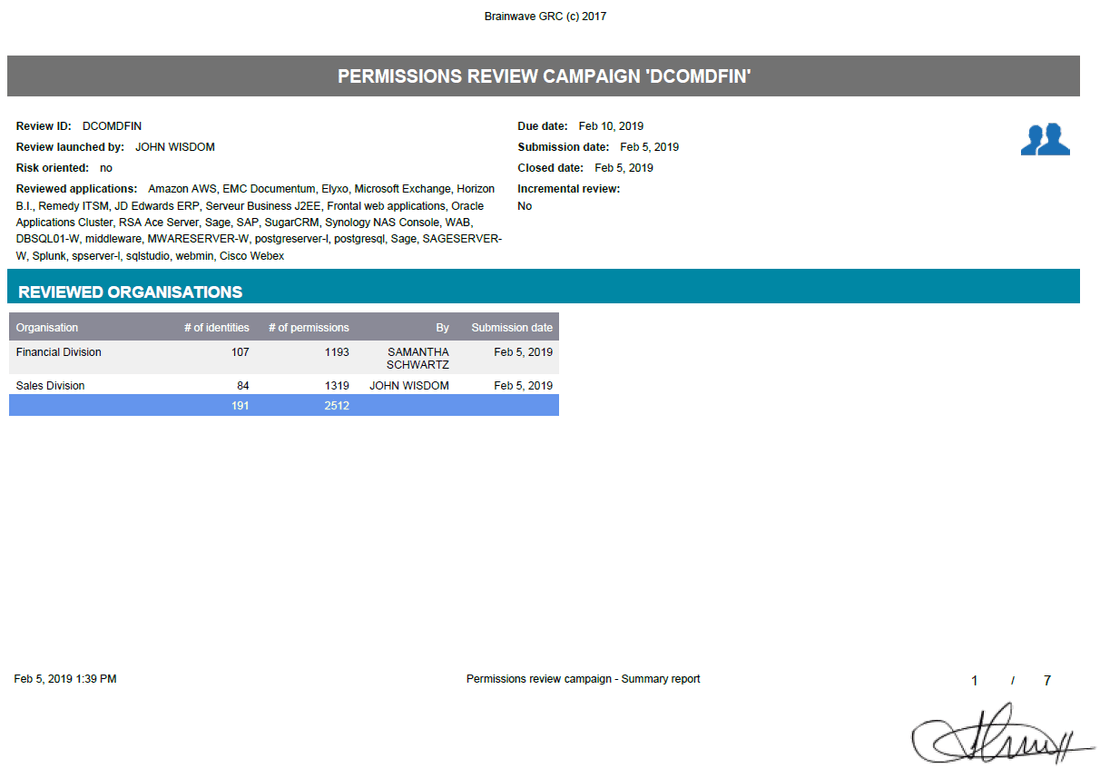 Brainwave GRC (c) 2017
PERMISSIONS REVIEW CAMPAIGN 'DCOMDFIN'
Review ID: DCOMDFIN
Review launched by: JOHN WISDOM
Risk oriented: no
Reviewed applications: Amazon AWS, EMC Documentum, Elyxo, Microsoft Exchange, Horizon
B.I., Remedy ITSM, JD Edwards ERP, Serveur Business J2EE, Frontal web applications, Oracle
Applications Cluster, RSA Ace Server, Sage, SAP, SugarCRM, Synology NAS Console, WAB,
DBSQL01-W, middleware, MWARESERVER-W, postgreserver-l, postgresql, Sage, SAGESERVER-
W, Splunk, spserver-l, sqlstudio, webmin, Cisco Webex
Due date: Feb 10, 2019
Submission date: Feb 5, 2019
Closed date: Feb 5, 2019
Incremental review:
No
REVIEWED ORGANISATIONS
Organisation # of identities # of permissions By Submission date
Financial Division 107 1193 SAMANTHA SCHWARTZ Feb 5, 2019
Sales Division 84 1319 JOHN WISDOM Feb 5, 2019
191 2512
Feb 5, 2019 1:39 PM Permissions review campaign - Summary report 1 / 7